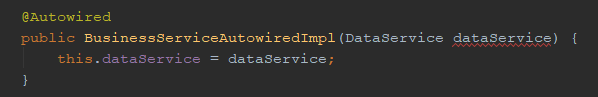 @Autowired
public BusinessServiceAutowiredImpl(DataService dataService) {
this.dataService = dataService;
}